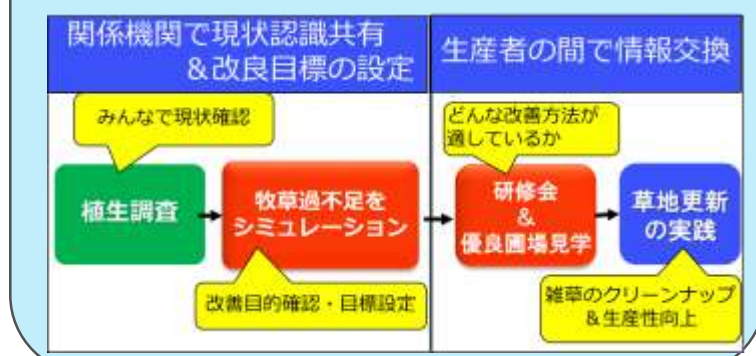 関係機関で現状認識共有
&改良目標の設定
生産者の間で情報交換
みんなで現状確認
どんな改善方法が
適しているか
植生調査
牧草過不足を
シミュレーション
研修会
&
優良圃場見学
草地更新
の実践
改善目的確認・目標設定
雑草のクリーンナップ
&生産性向上